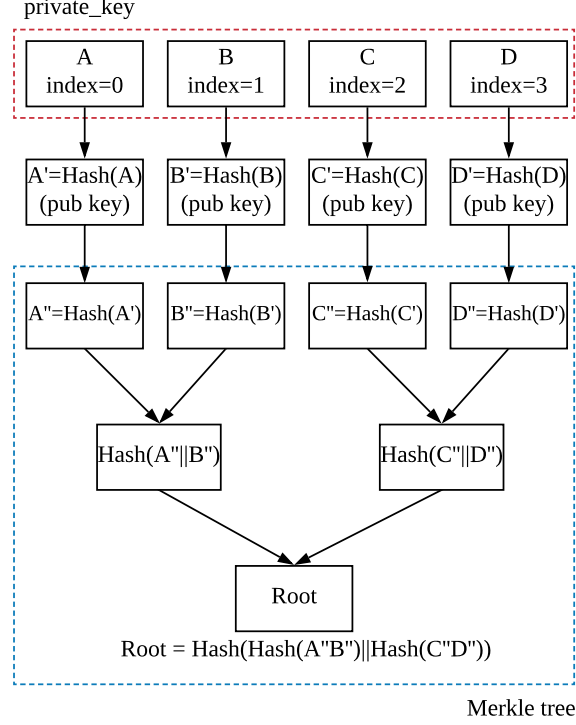 private_key
A
index=0
B
index=1
C
index=2
D
index=3
A'=Hash(A)
(pub key)
B'=Hash(B)
(pub key)
C'=Hash(C)
(pub key)
D'=Hash(D)
(pub key)
A"=Hash(A')
B"=Hash(B')
C"=Hash(C')
D"=Hash(D')
Hash(A"||B")
Hash(C"||D")
Root
Root = Hash(Hash(A"B")||Hash(C"D"))
Merkle tree